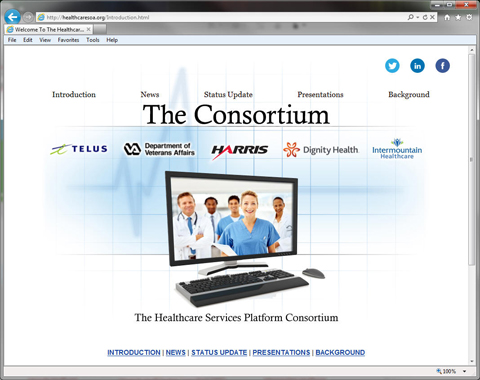 http://healthcaresoa.org/Introduction.html
Welcome To The Healthcar...
File Edit View Favorites Tools Help
Introduction News Status Update Presentations Background
The Consortium
TELUS
VA
Department of
Veterans Affairs
HARRIS
Dignity Health
Intermountain
Healthcare
The Healthcare Services Platform Consortium
INTRODUCTION | NEWS | STATUS UPDATE | PRESENTATIONS | BACKGROUND
100%